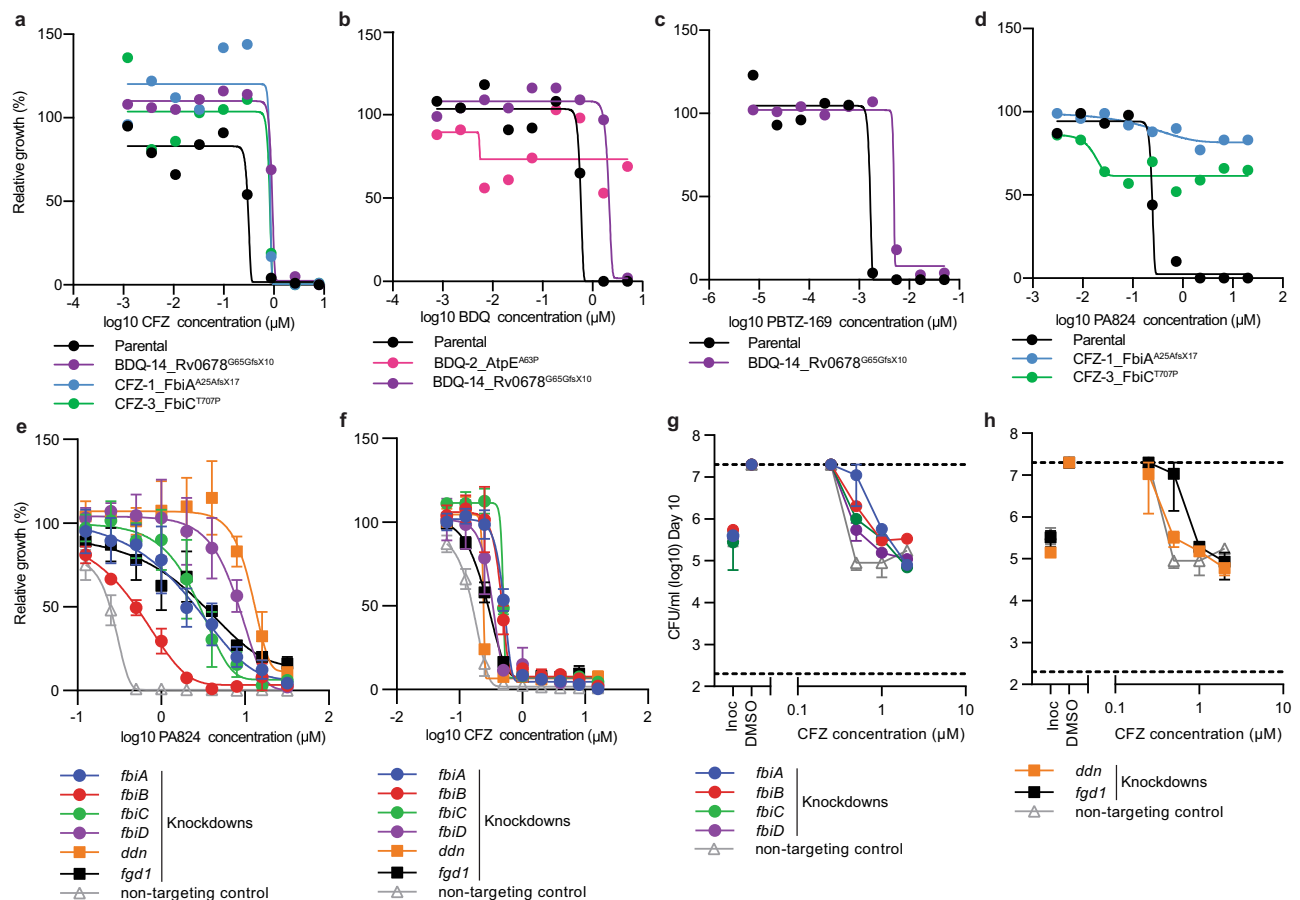 a
150
100
50
0
Relative growth (%)
-4 -3 -2 -1 0 1
log10 CFZ concentration (µM)
Parental
BDQ-14_Rv0678G65GfsX10
CFZ-1_FbiAA25AfsX17
CFZ-3_FbiCT707P
b
150
100
50
0
-4 -3 -2 -1 0 1
log10 BDQ concentration (µM)
Parental
BDQ-2_AtpEA63P
BDQ-14_Rv0678G65GfsX10
c
150
100
50
0
-6 -5 -4 -3 -2 -1
log10 PBTZ-169 concentration (µM)
Parental
BDQ-14_Rv0678G65GfsX10
d
150
100
50
0
-3 -2 -1 0 1 2
log10 PA824 concentration (µM)
Parental
CFZ-1_FbiAA25AfsX17
CFZ-3_FbiCT707P
e
150
100
50
0
Relative growth (%)
-1 0 1 2
log10 PA824 concentration (µM)
fbiA
fbiB
fbiC
fbiD
ddn
fgd1
Knockdowns
non-targeting control
f
150
100
50
0
-2 -1 0 1 2
log10 CFZ concentration (µM)
fbiA
fbiB
fbiC
fbiD
ddn
fgd1
Knockdowns
non-targeting control
g
8
7
6
5
4
3
2
CFU/ml (log10) Day 10
Inoc
DMSO
0.1 1 10
CFZ concentration (µM)
fbiA
fbiB
fbiC
fbiD
Knockdowns
non-targeting control
h
8
7
6
5
4
3
2
Inoc
DMSO
0.1 1 10
CFZ concentration (µM)
ddn
fgd1
Knockdowns
non-targeting control